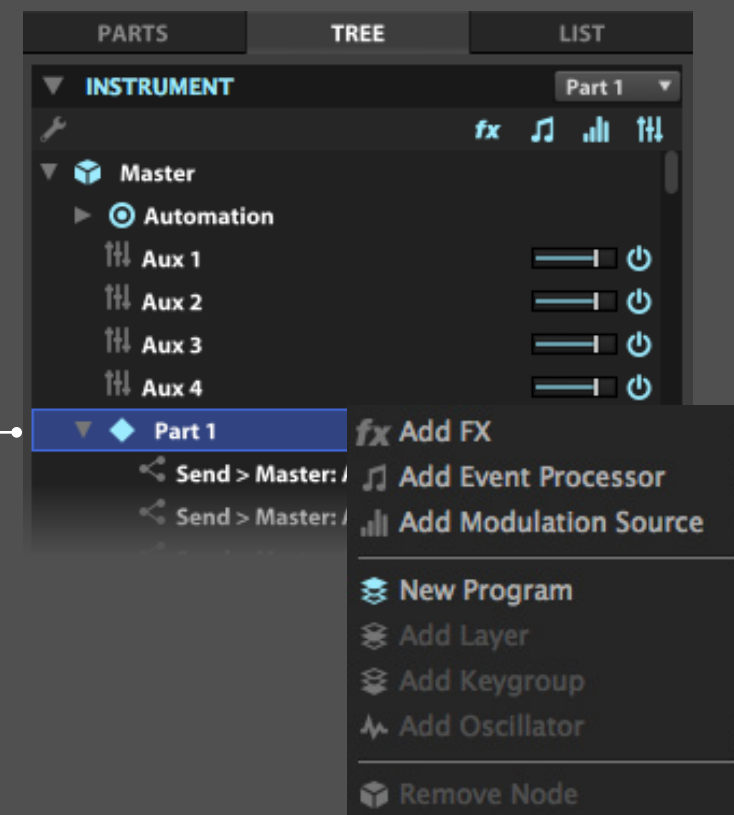 PARTS TREE LIST
INSTRUMENT Part 1
fx
Master
Automation
Aux 1
Aux 2
Aux 3
Aux 4
Part 1
Send > Master:
Send > Master:
fx Add FX
Add Event Processor
Add Modulation Source
New Program
Add Layer
Add Keygroup
Add Oscillator
Remove Node